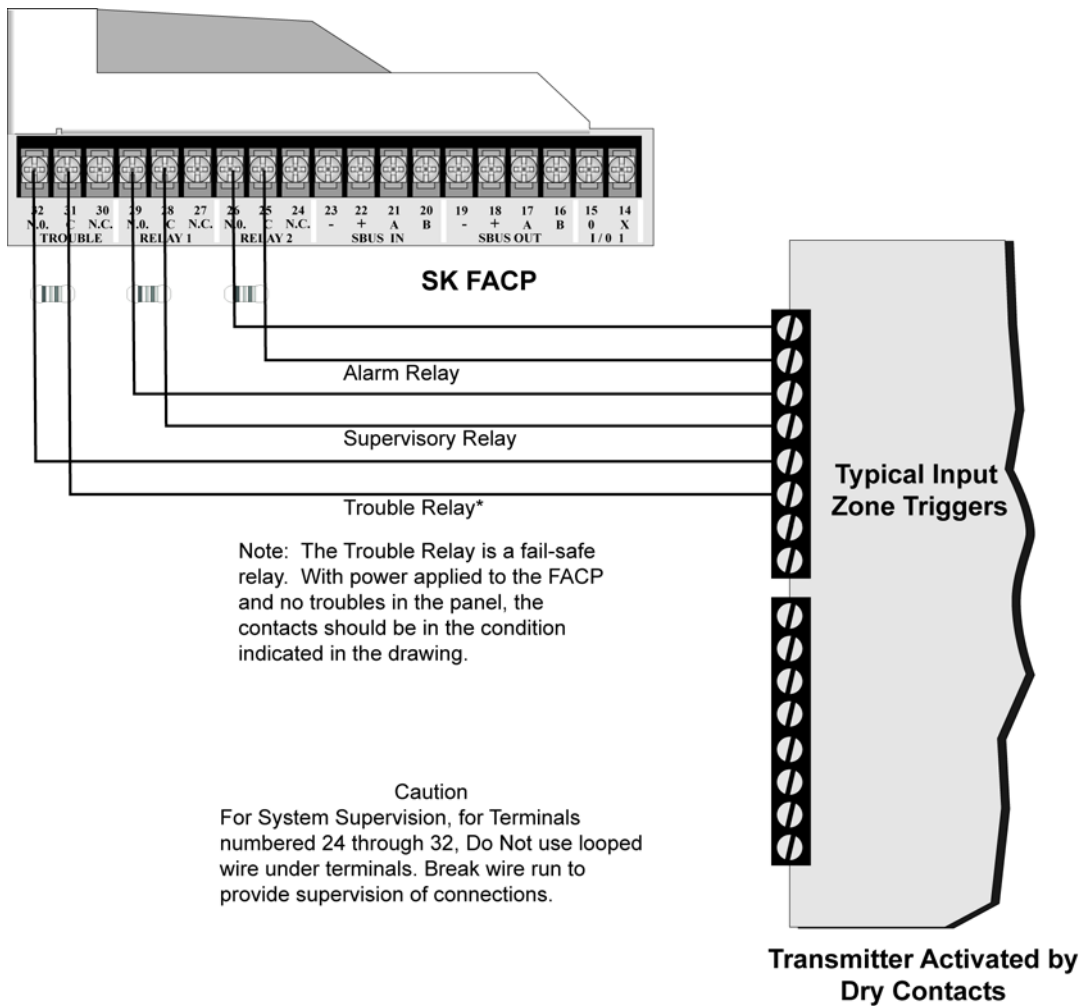 32 31 30 29 28 27 26 25 24 23 22 21 20 19 18 17 16 15 14
N.0. C N.C. N.0. C N.C. N.0. C N.C. - + A B - + A B 0 X
TROUBLE RELAY 1 RELAY 2 SBUS IN SBUS OUT I / 0 1
SK FACP
Alarm Relay
Supervisory Relay
Trouble Relay*
Typical Input
Zone Triggers
Note: The Trouble Relay is a fail-safe
relay. With power applied to the FACP
and no troubles in the panel, the
contacts should be in the condition
indicated in the drawing.
Caution
For System Supervision, for Terminals
numbered 24 through 32, Do Not use looped
wire under terminals. Break wire run to
provide supervision of connections.
Transmitter Activated by
Dry Contacts